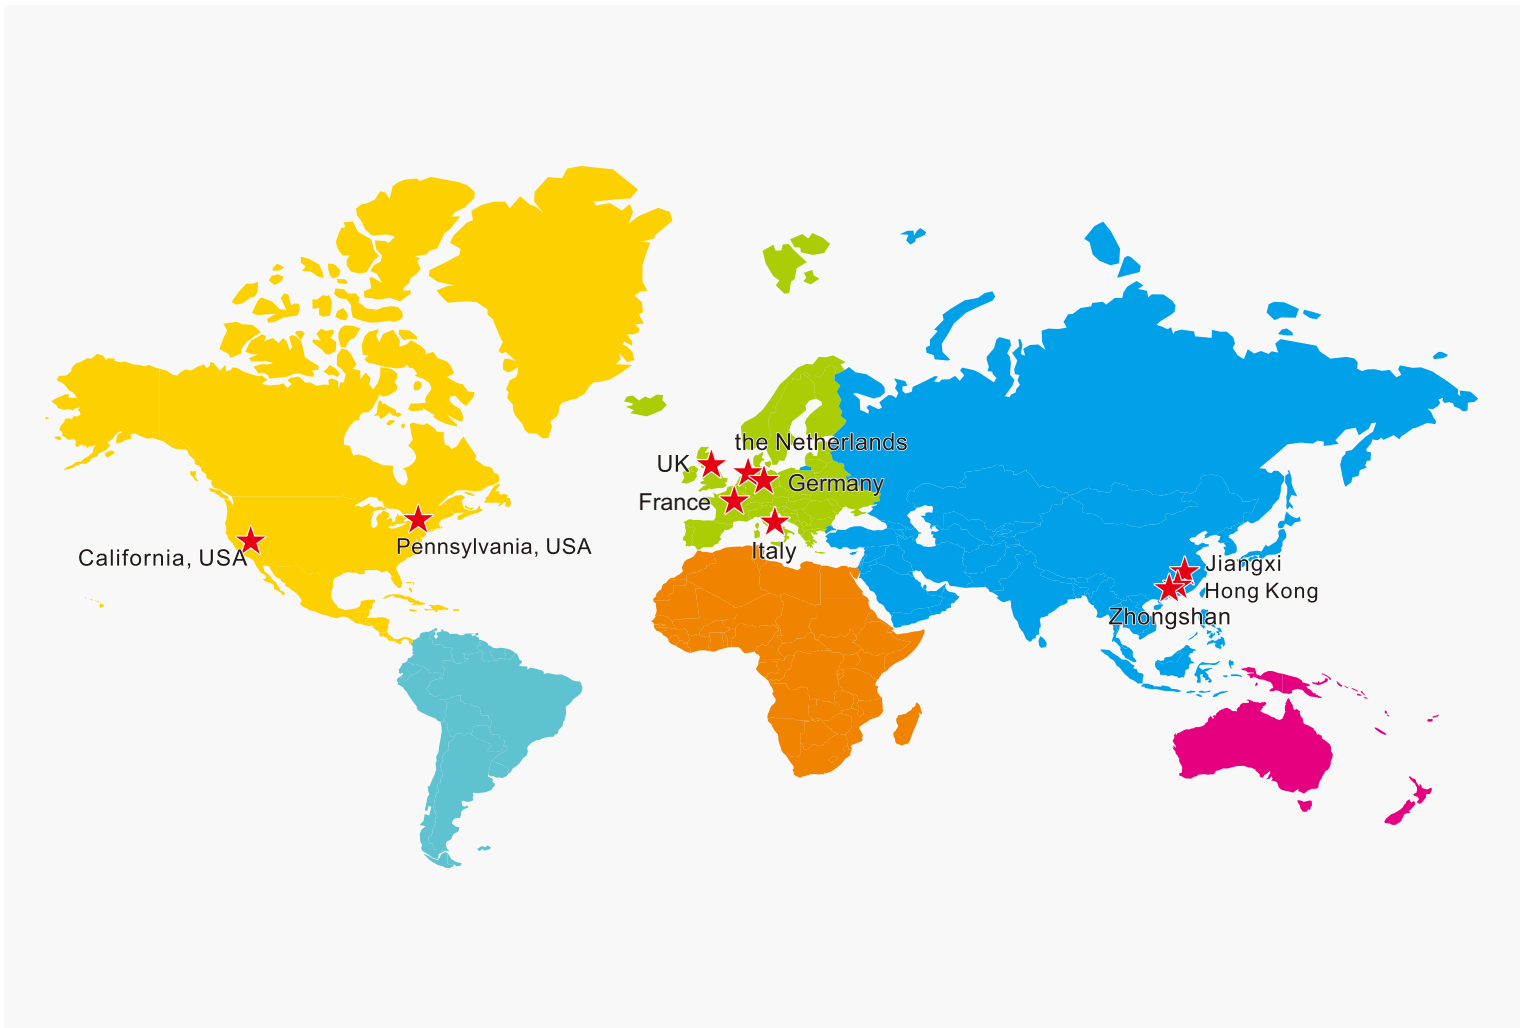 the Netherlands
UK
Germany
France
Pennsylvania, USA
California, USA
Italy
Jiangxi
Hong Kong
Zhongshan